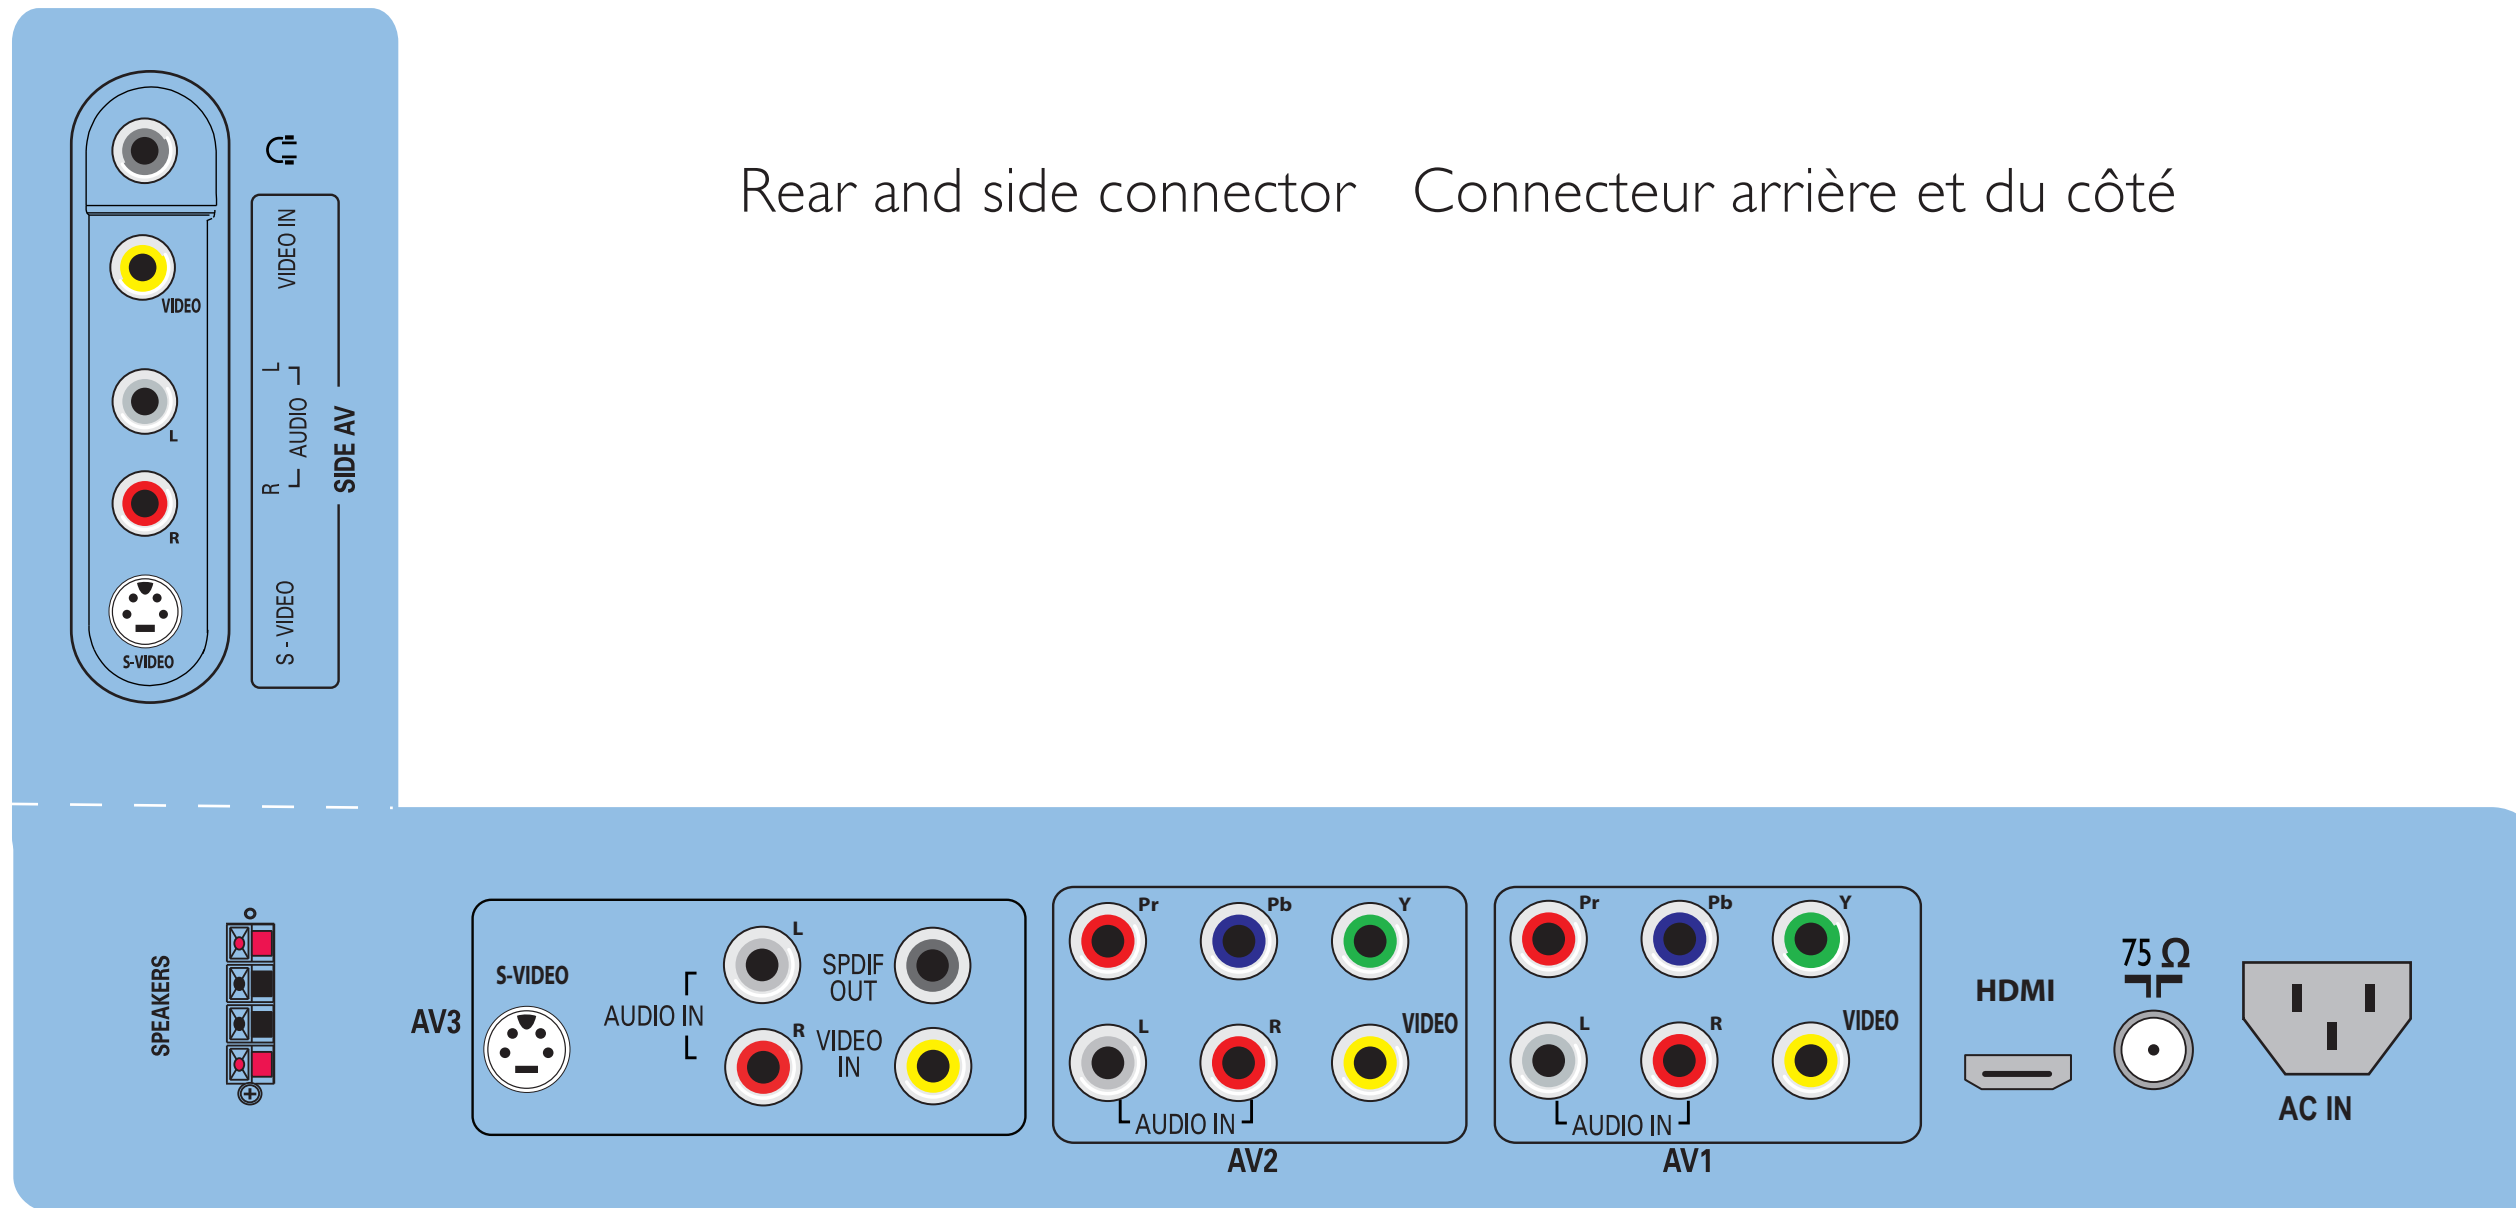 Rear and side connector Connecteur arrière et du côté
VIDEO IN
VIDEO
L
L
AUDIO
SIDE AV
R
R
S - VIDEO
S-VIDEO
SPEAKERS
AV3
S-VIDEO
AUDIO IN
L
R
SPDIF
OUT
VIDEO
IN
Pr
Pb
Y
L
R
VIDEO
AUDIO IN
AV2
Pr
Pb
Y
L
R
VIDEO
AUDIO IN
AV1
HDMI
75 Ω
AC IN